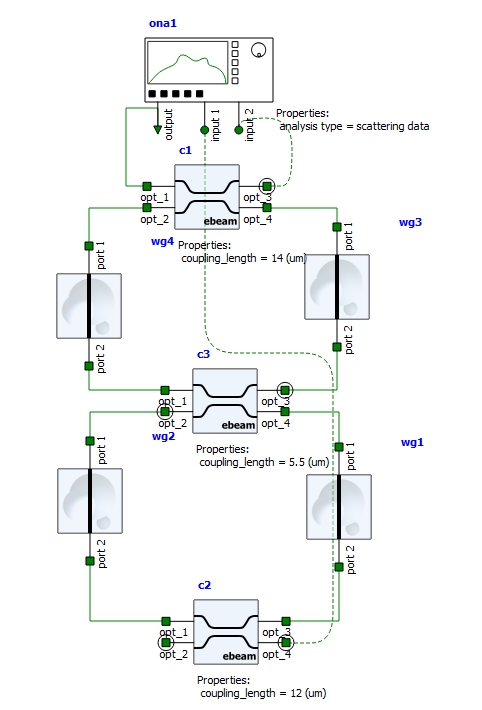 ona1
output
input 1
input 2
Properties:
analysis type = scattering data
c1
opt_1
opt_3
opt_2
opt_4
ebeam
wg4
Properties:
coupling_length = 14 (um)
wg3
port 1
port 1
port 2
port 2
c3
opt_1
opt_3
opt_2
opt_4
ebeam
wg2
Properties:
coupling_length = 5.5 (um)
wg1
port 1
port 1
port 2
port 2
c2
opt_1
opt_3
opt_2
opt_4
ebeam
Properties:
coupling_length = 12 (um)